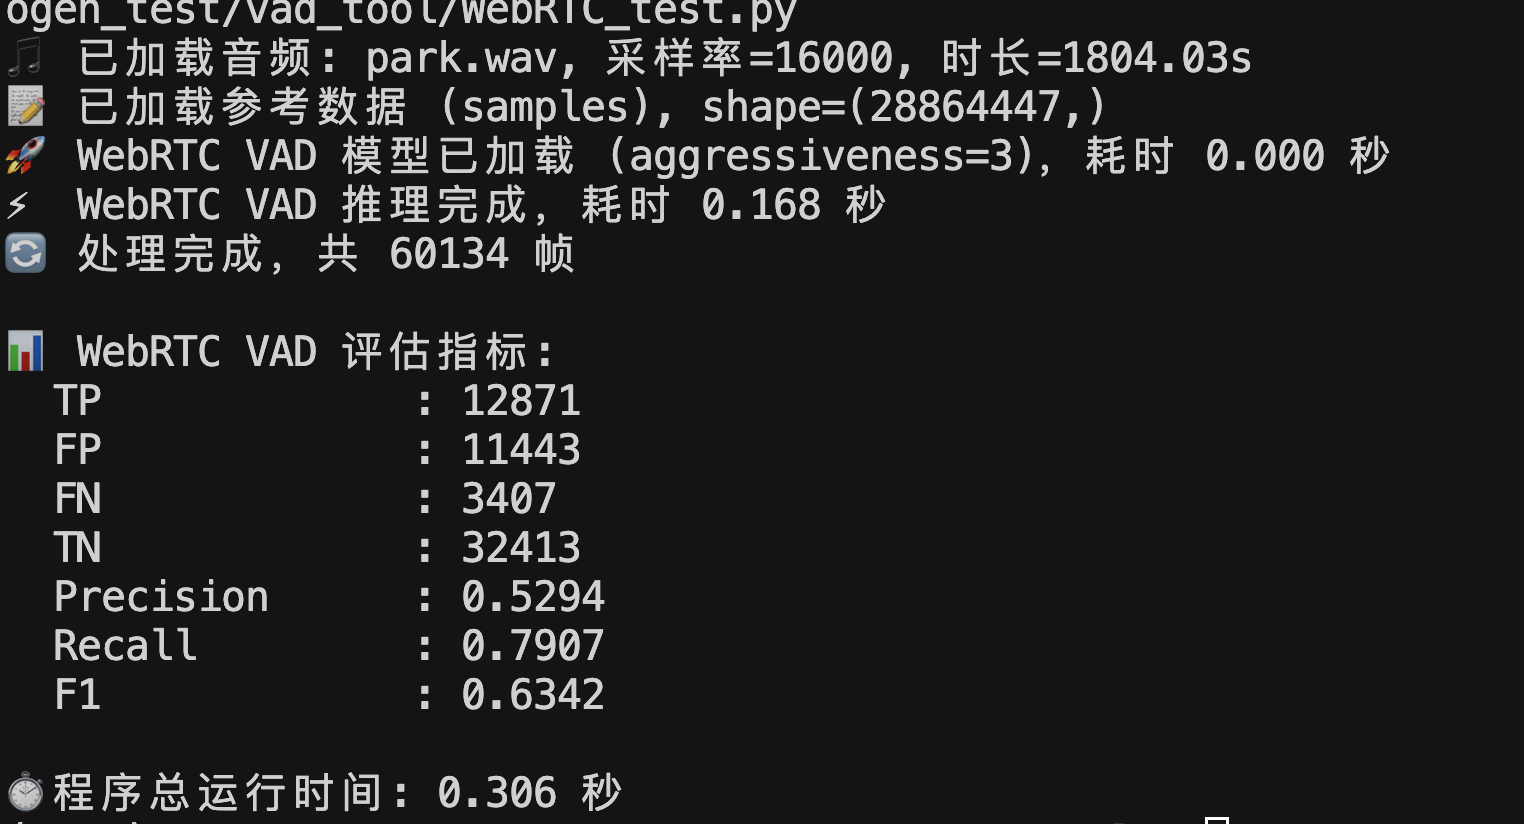 ogen_test/vad_tool/WebRTC_test.py
🎵 已加载音频: park.wav, 采样率=16000, 时长=1804.03s
📝 已加载参考数据 (samples), shape=(28864447,)
🚀 WebRTC VAD 模型已加载 (aggressiveness=3), 耗时 0.000 秒
⚡ WebRTC VAD 推理完成, 耗时 0.168 秒
🔄 处理完成, 共 60134 帧
📊 WebRTC VAD 评估指标:
TP : 12871
FP : 11443
FN : 3407
TN : 32413
Precision : 0.5294
Recall : 0.7907
F1 : 0.6342
⏱️程序总运行时间: 0.306 秒